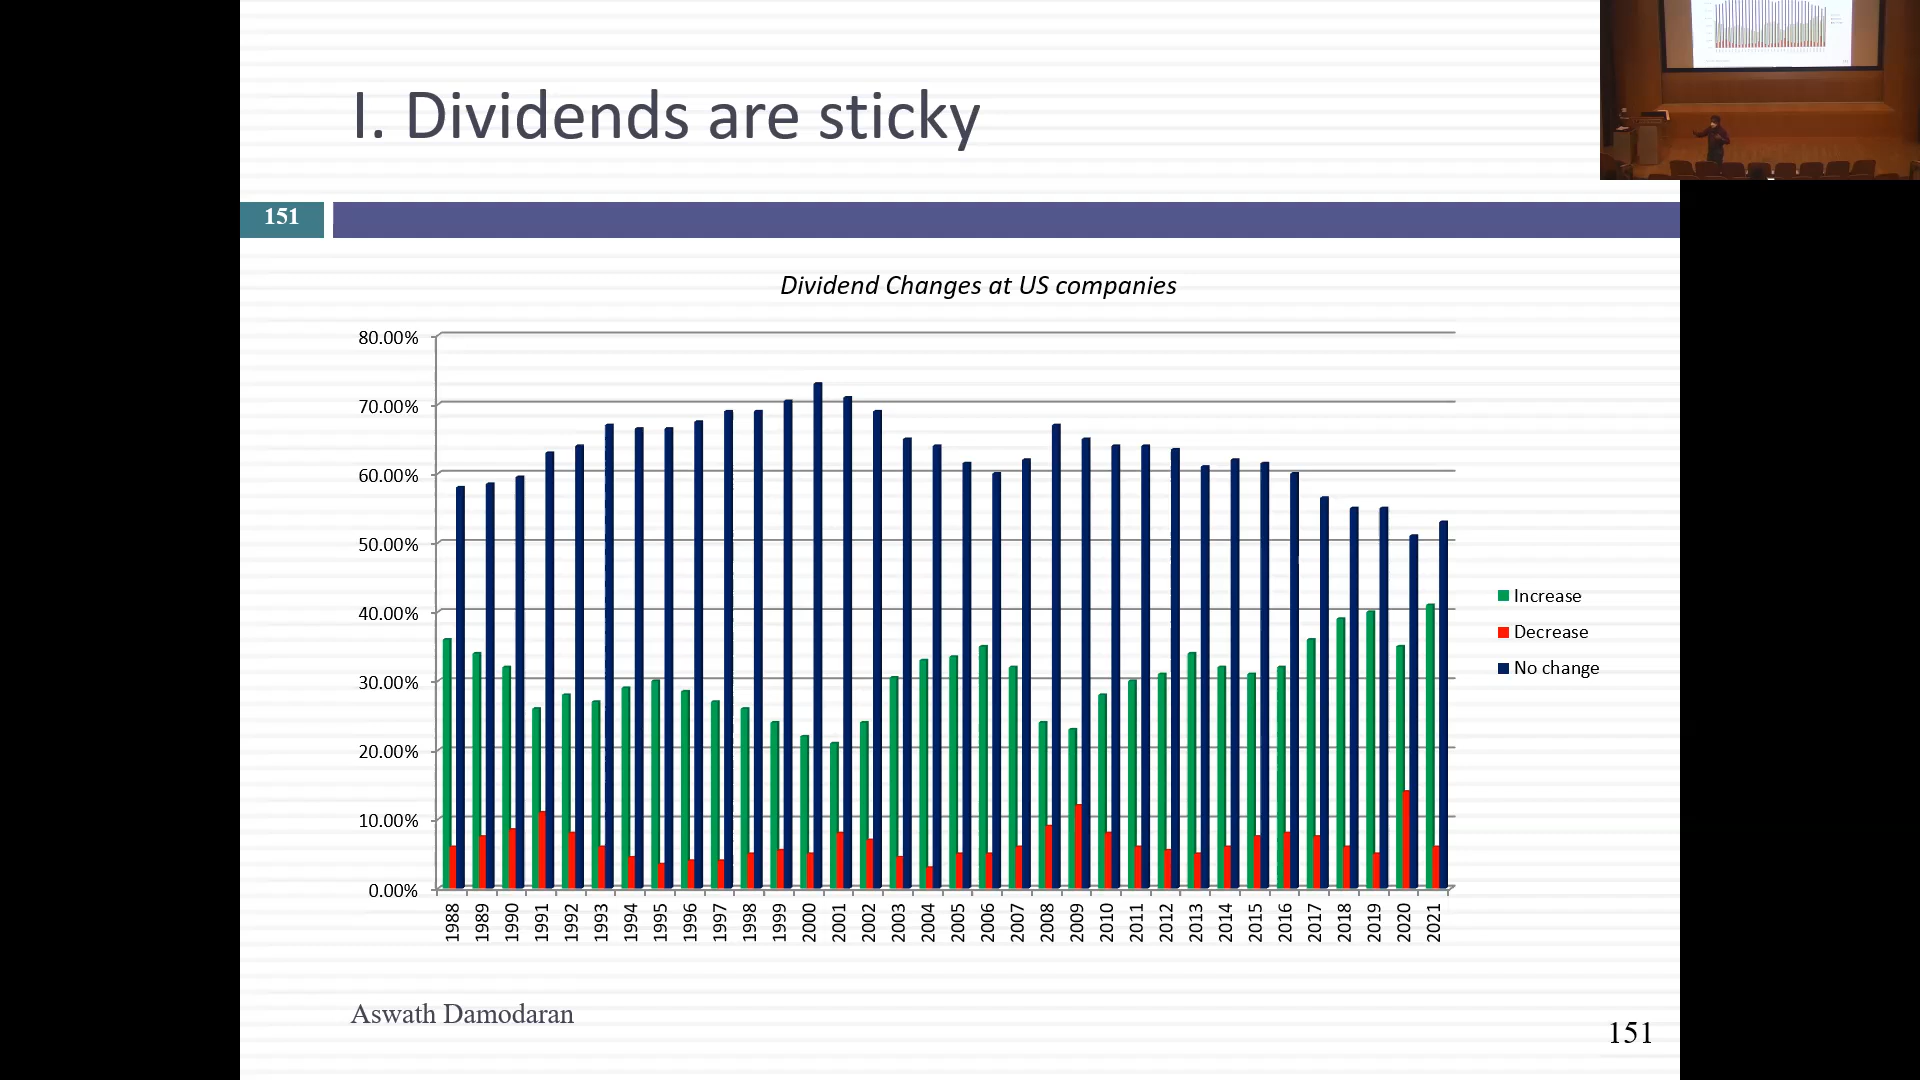 I. Dividends are sticky
151
Dividend Changes at US companies
80.00%
70.00%
60.00%
50.00%
40.00%
30.00%
20.00%
10.00%
0.00%
1988 1989 1990 1991 1992 1993 1994 1995 1996 1997 1998 1999 2000 2001 2002 2003 2004 2005 2006 2007 2008 2009 2010 2011 2012 2013 2014 2015 2016 2017 2018 2019 2020 2021
Increase
Decrease
No change
Aswath Damodaran
151